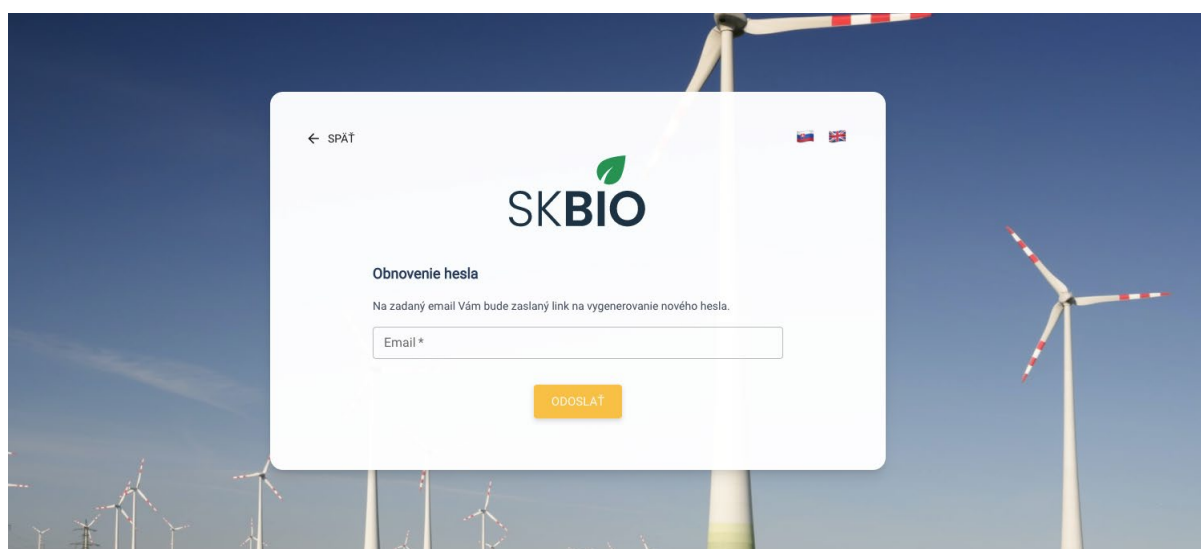 ← SPÄŤ
SKBIO
Obnovenie hesla
Na zadaný email Vám bude zaslaný link na vygenerovanie nového hesla.
Email *
ODOSLAŤ